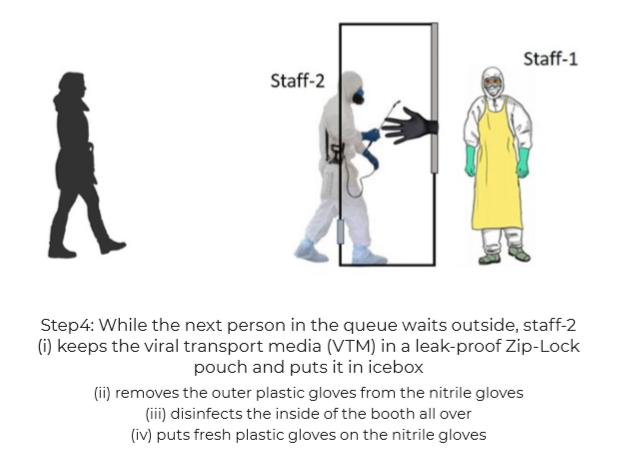 Staff-1
Staff-2
Step4: While the next person in the queue waits outside, staff-2
(i) keeps the viral transport media (VTM) in a leak-proof Zip-Lock
pouch and puts it in icebox
(ii) removes the outer plastic gloves from the nitrile gloves
(iii) disinfects the inside of the booth all over
(iv) puts fresh plastic gloves on the nitrile gloves